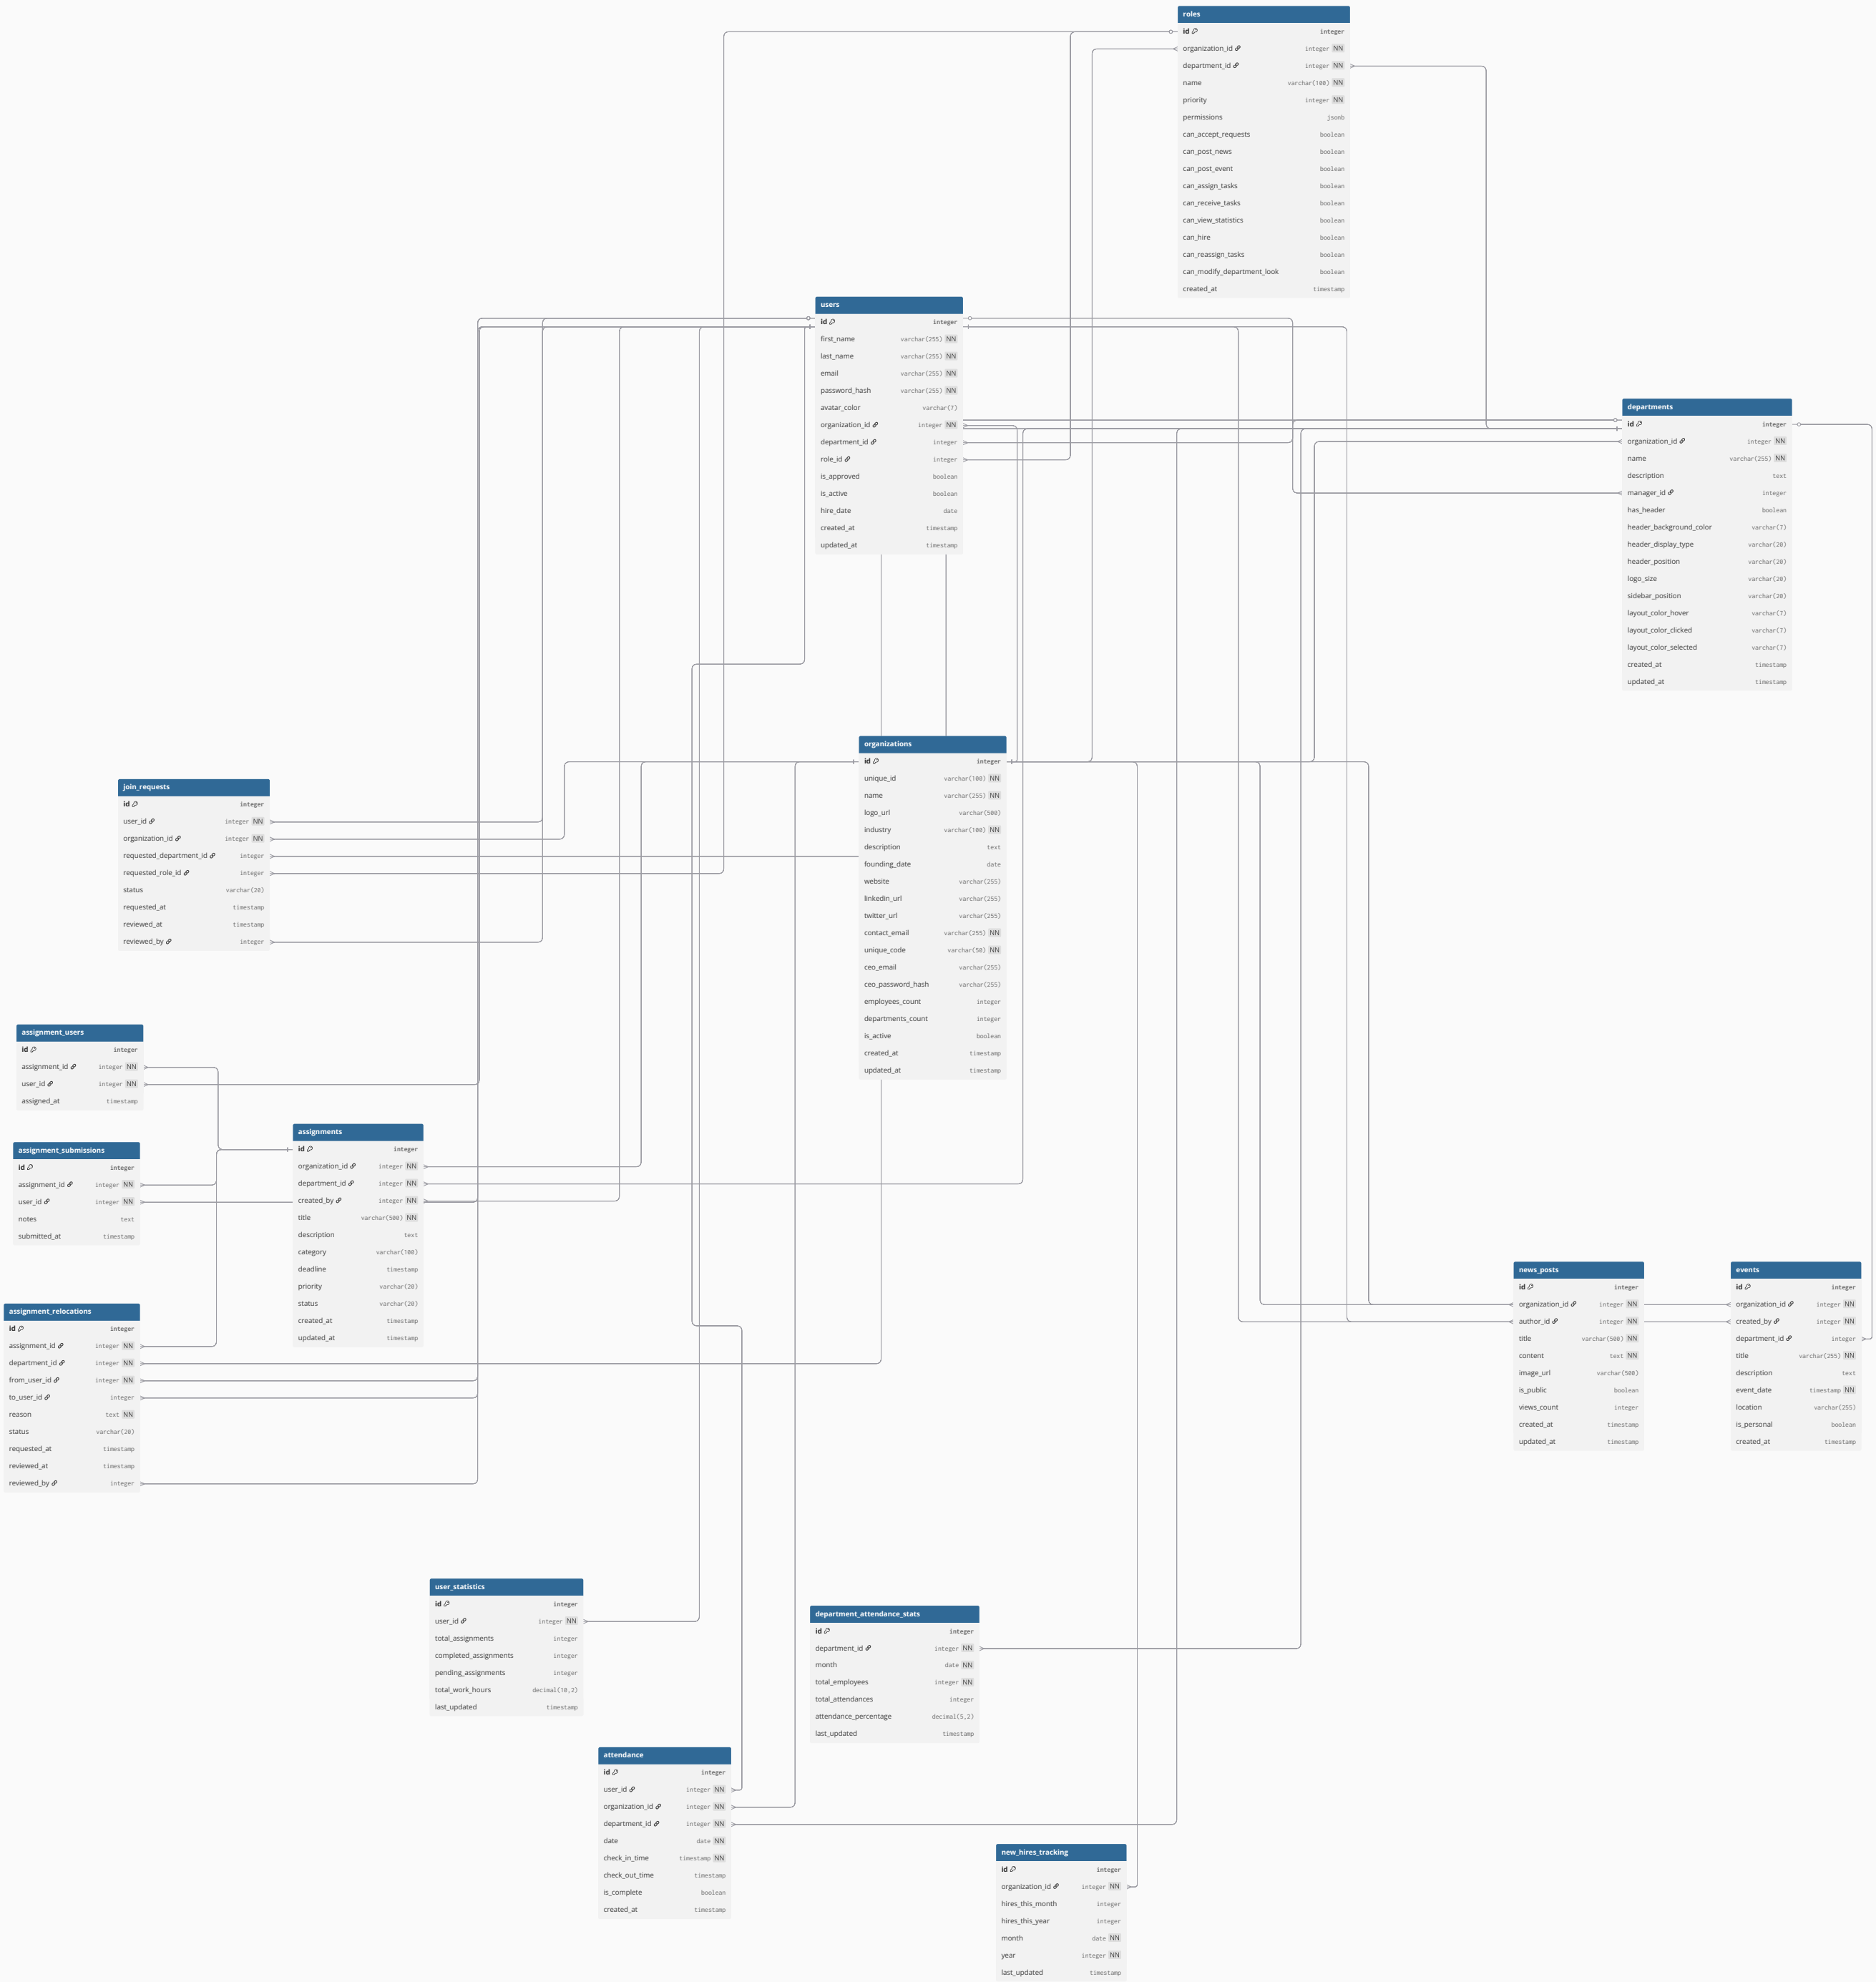 roles
id integer
organization_id integer NN
department_id integer NN
name varchar(100) NN
priority integer NN
permissions jsonb
can_accept_requests boolean
can_post_news boolean
can_post_event boolean
can_assign_tasks boolean
can_receive_tasks boolean
can_view_statistics boolean
can_hire boolean
can_reassign_tasks boolean
can_modify_department_look boolean
created_at timestamp
users
id integer
first_name varchar(255) NN
last_name varchar(255) NN
email varchar(255) NN
password_hash varchar(255) NN
avatar_color varchar(7)
organization_id integer NN
department_id integer
role_id integer
is_approved boolean
is_active boolean
hire_date date
created_at timestamp
updated_at timestamp
departments
id integer
organization_id integer NN
name varchar(255) NN
description text
manager_id integer
has_header boolean
header_background_color varchar(7)
header_display_type varchar(20)
header_position varchar(20)
logo_size varchar(20)
sidebar_position varchar(20)
layout_color_hover varchar(7)
layout_color_clicked varchar(7)
layout_color_selected varchar(7)
created_at timestamp
updated_at timestamp
organizations
id integer
unique_id varchar(100) NN
name varchar(255) NN
logo_url varchar(500)
industry varchar(100) NN
description text
founding_date date
website varchar(255)
linkedin_url varchar(255)
twitter_url varchar(255)
contact_email varchar(255) NN
unique_code varchar(50) NN
ceo_email varchar(255)
ceo_password_hash varchar(255)
employees_count integer
departments_count integer
is_active boolean
created_at timestamp
updated_at timestamp
join_requests
id integer
user_id integer NN
organization_id integer NN
requested_department_id integer
requested_role_id integer
status varchar(20)
requested_at timestamp
reviewed_at timestamp
reviewed_by integer
assignment_users
id integer
assignment_id integer NN
user_id integer NN
assigned_at timestamp
assignments
id integer
organization_id integer NN
department_id integer NN
created_by integer NN
title varchar(500) NN
description text
category varchar(100)
deadline timestamp
priority varchar(20)
status varchar(20)
created_at timestamp
updated_at timestamp
assignment_submissions
id integer
assignment_id integer NN
user_id integer NN
notes text
submitted_at timestamp
assignment_relocations
id integer
assignment_id integer NN
department_id integer NN
from_user_id integer NN
to_user_id integer
reason text NN
status varchar(20)
requested_at timestamp
reviewed_at timestamp
reviewed_by integer
news_posts
id integer
organization_id integer NN
author_id integer NN
title varchar(500) NN
content text NN
image_url varchar(500)
is_public boolean
views_count integer
created_at timestamp
updated_at timestamp
events
id integer
organization_id integer NN
created_by integer NN
department_id integer
title varchar(255) NN
description text
event_date timestamp NN
location varchar(255)
is_personal boolean
created_at timestamp
user_statistics
id integer
user_id integer NN
total_assignments integer
completed_assignments integer
pending_assignments integer
total_work_hours decimal(10,2)
last_updated timestamp
department_attendance_stats
id integer
department_id integer NN
month date NN
total_employees integer NN
total_attendances integer
attendance_percentage decimal(5,2)
last_updated timestamp
attendance
id integer
user_id integer NN
organization_id integer NN
department_id integer NN
date date NN
check_in_time timestamp NN
check_out_time timestamp
is_complete boolean
created_at timestamp
new_hires_tracking
id integer
organization_id integer NN
hires_this_month integer
hires_this_year integer
month date NN
year integer NN
last_updated timestamp